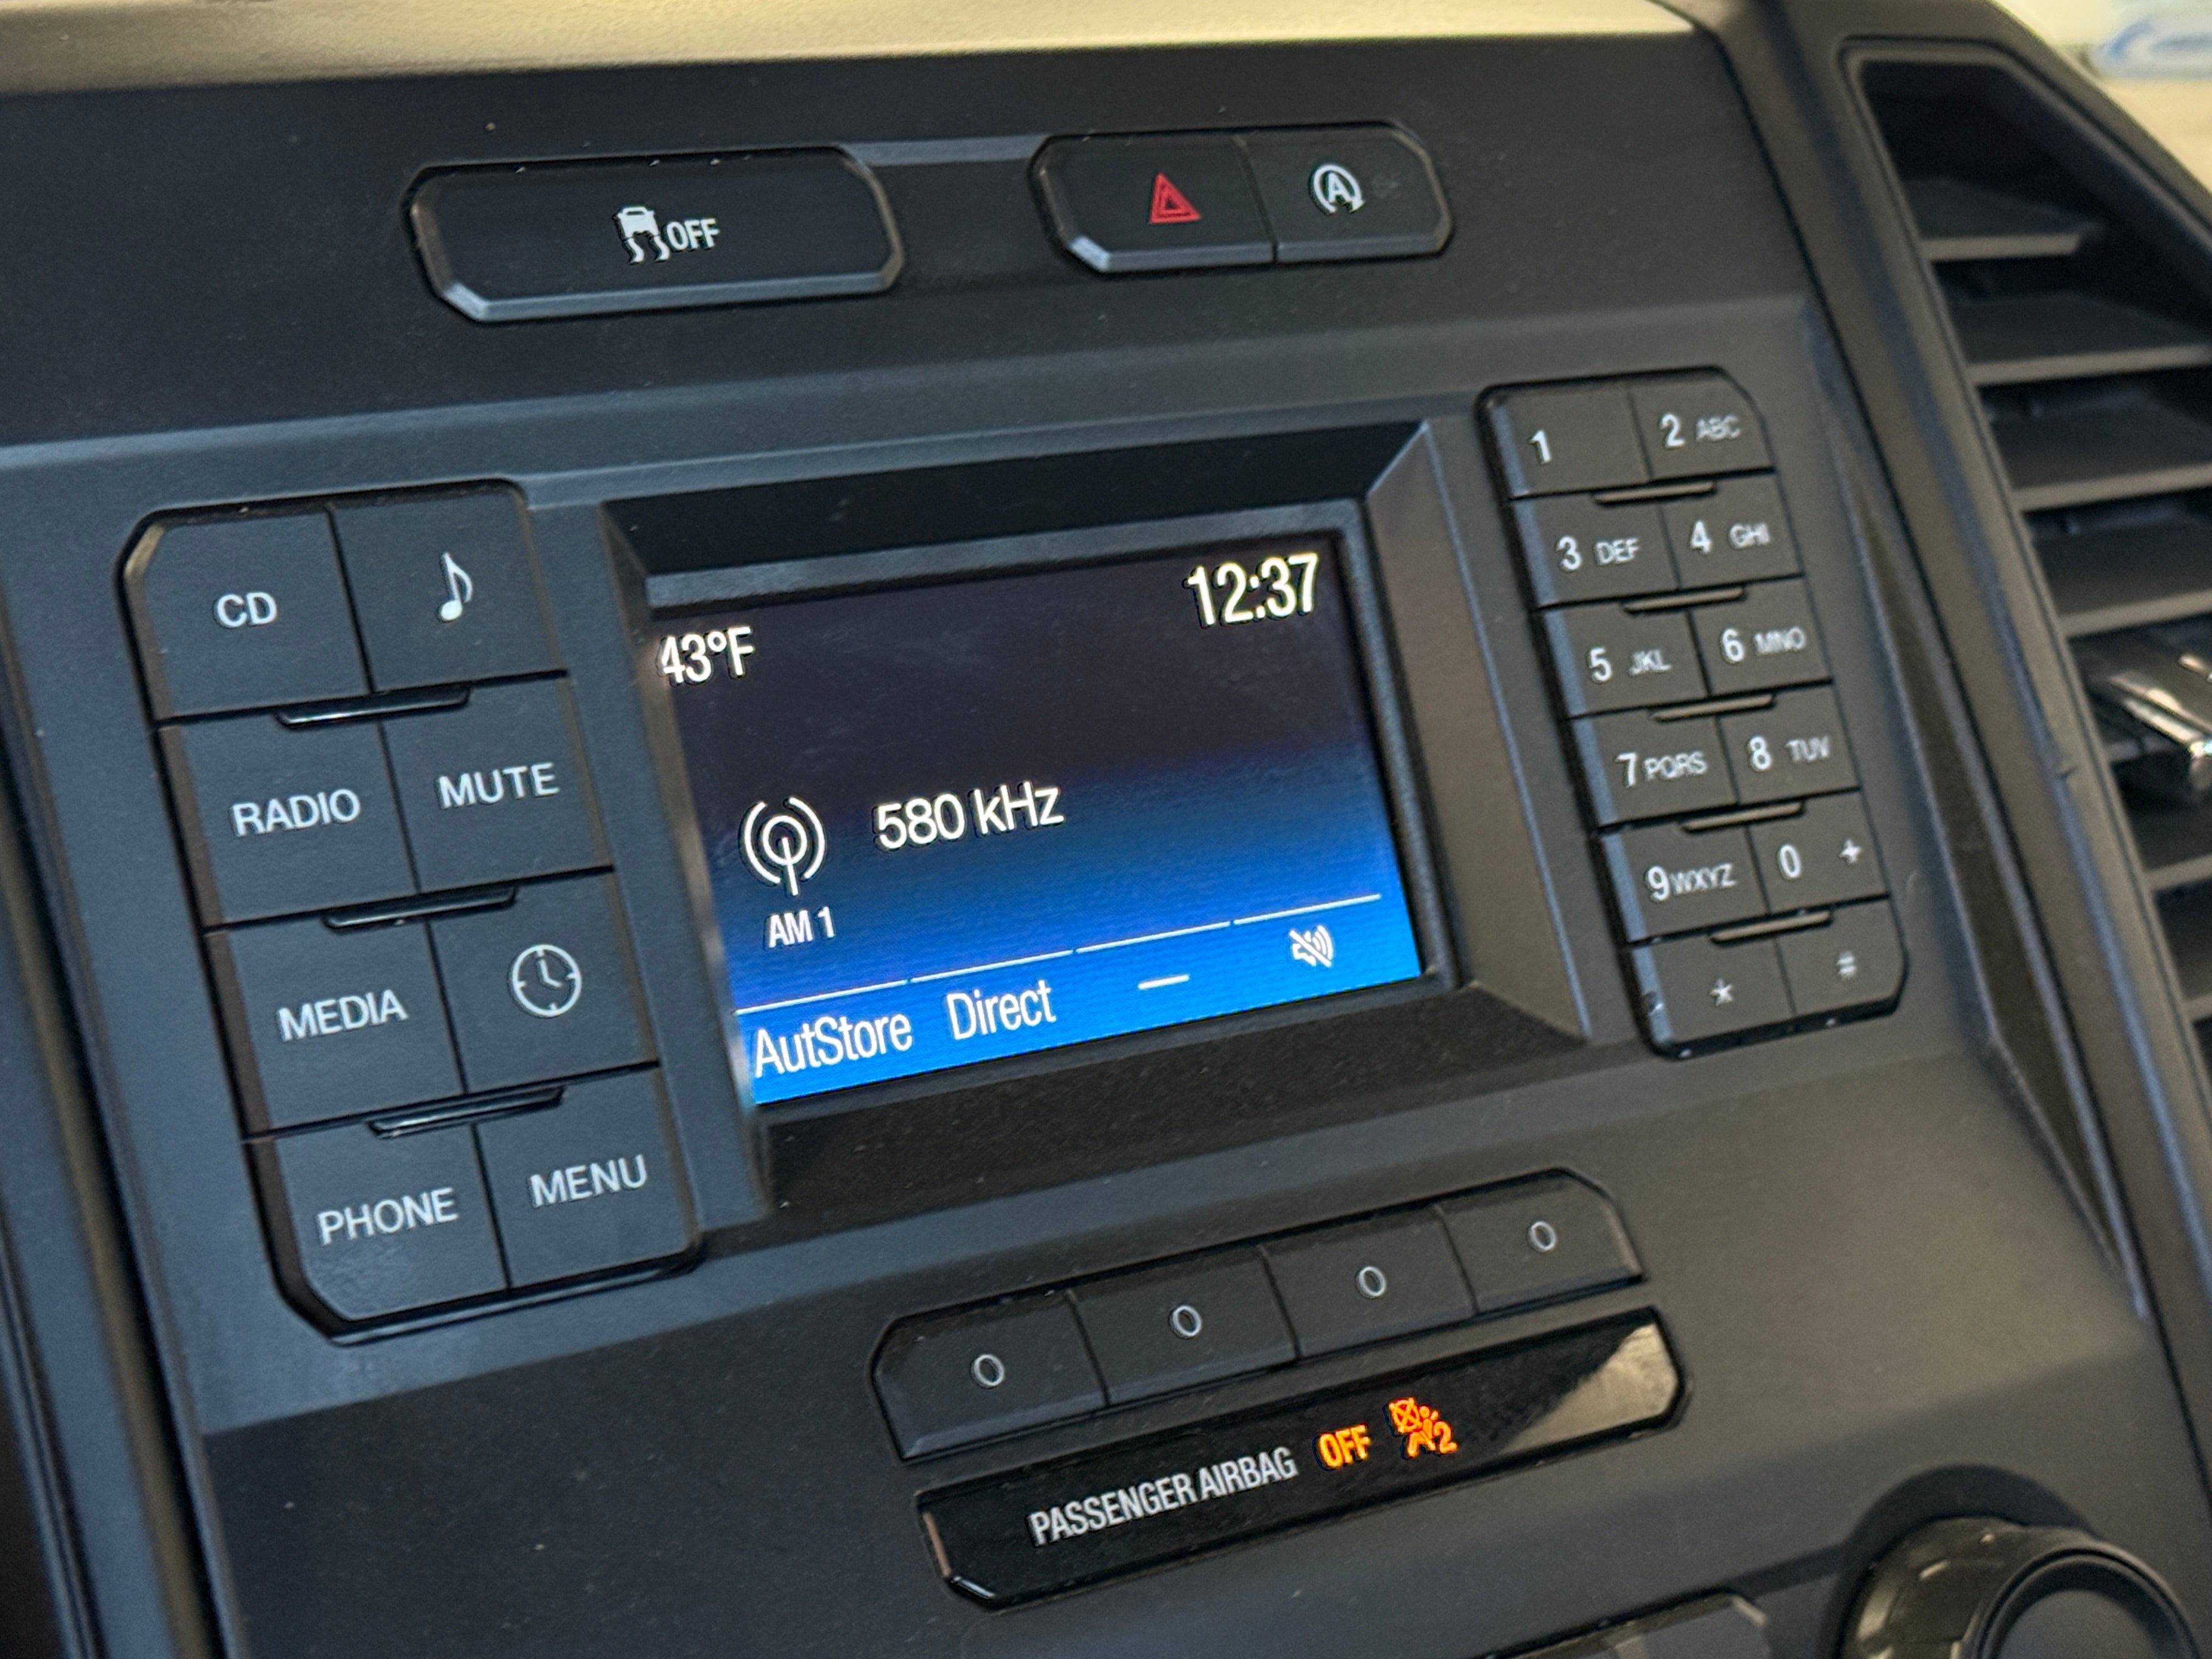 OFF
A
12:37
43°F
580 kHz
AM 1
AutStore Direct
CD
RADIO MUTE
MEDIA
PHONE MENU
1 2 ABC
3 DEF 4 GHI
5 JKL 6 MNO
7 PQRS 8 TUV
9 WXYZ 0 +
* #
PASSENGER AIRBAG OFF 2